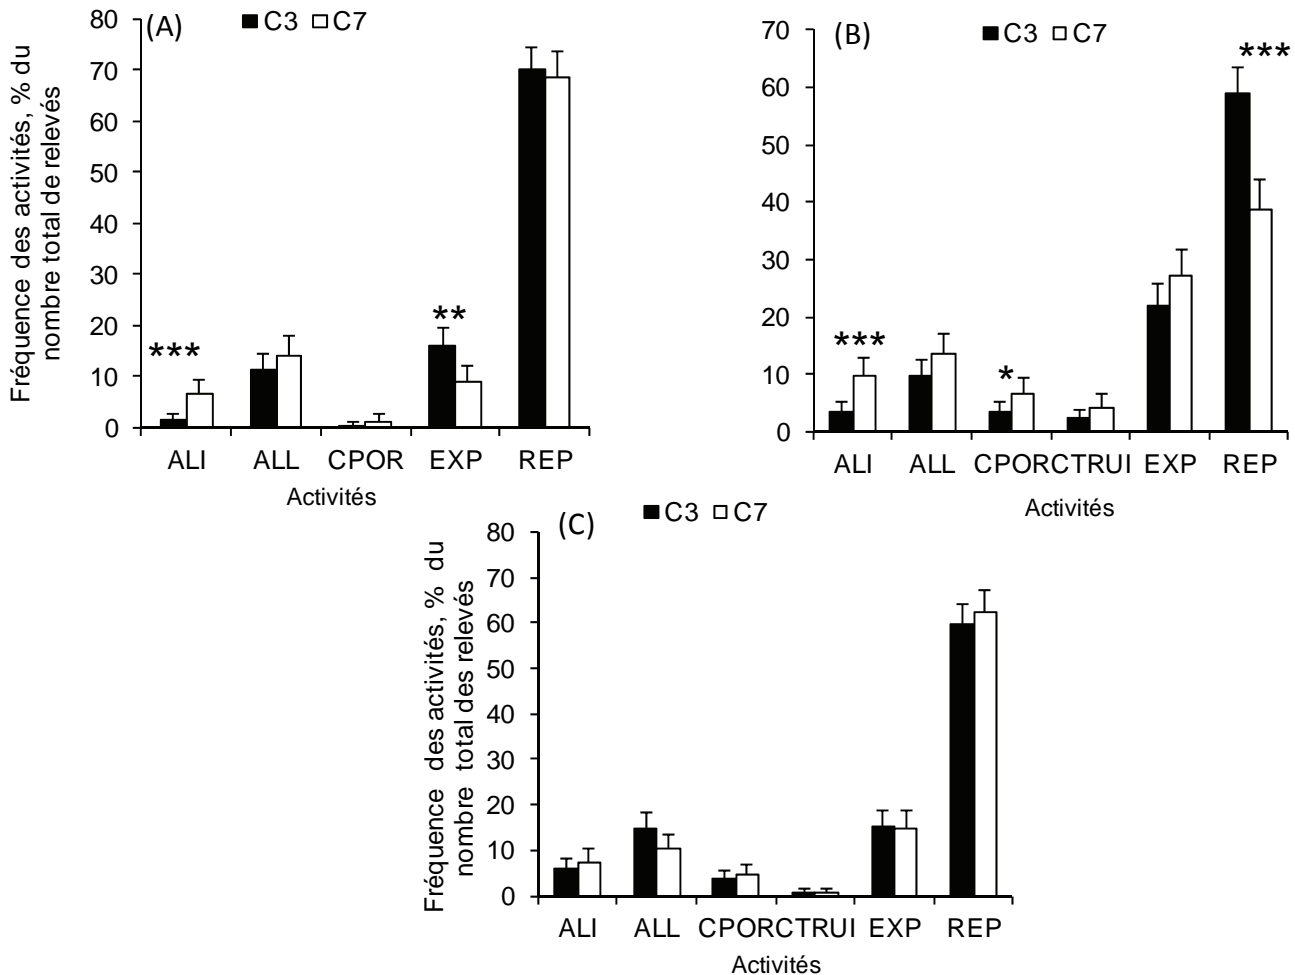 (A)
C3 C7
Fréquence des activités, % du
nombre total de relevés
80
70
60
50
40
30
20
10
0
***
**
ALI ALL CPOR EXP REP
Activités
(B)
C3 C7
70
60
50
40
30
20
10
0
***
*
***
ALI ALL CPORCTRUI EXP REP
Activités
(C)
C3 C7
Fréquence des activités, % du
nombre total des relevés
80
70
60
50
40
30
20
10
0
ALI ALL CPORCTRUI EXP REP
Activités